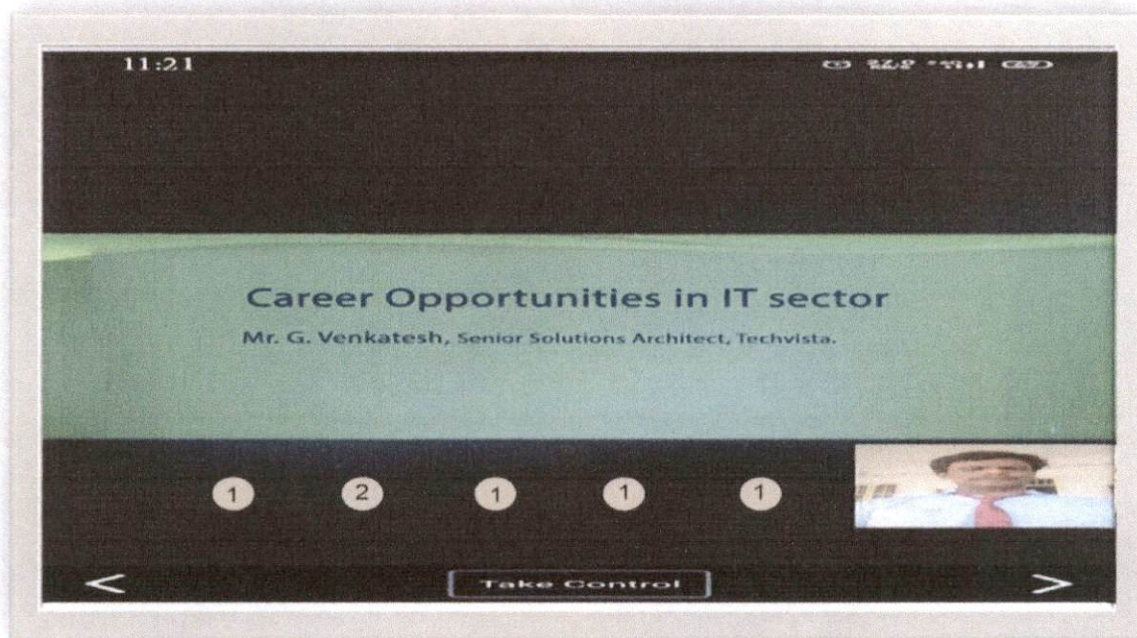 11:21
Career Opportunities in IT sector
Mr. G. Venkatesh, Senior Solutions Architect, Techvista.
1 2 1 1 1
Take Control